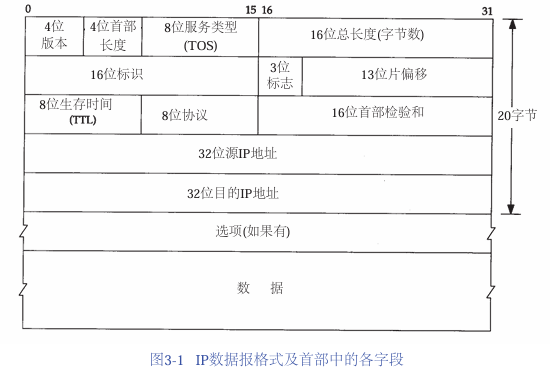 0 15 16 31
4位版本 4位首部长度 8位服务类型(TOS) 16位总长度(字节数)
16位标识 3位标志 13位片偏移
8位生存时间(TTL) 8位协议 16位首部检验和
20字节
32位源IP地址
32位目的IP地址
选项(如果有)
数 据
图3-1 IP数据报格式及首部中的各字段